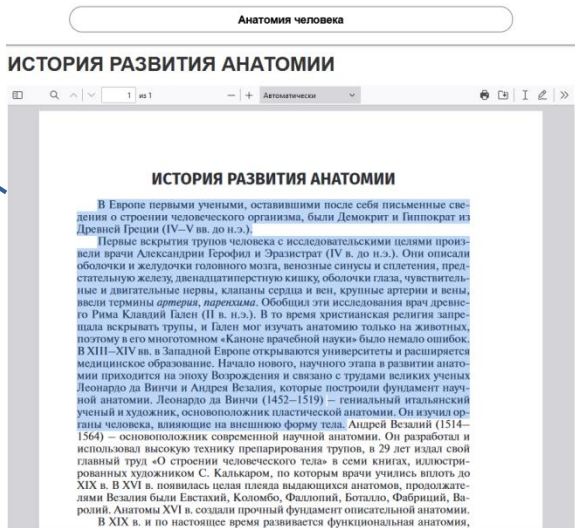 Анатомия человека
ИСТОРИЯ РАЗВИТИЯ АНАТОМИИ
1 из 1 Автоматически
ИСТОРИЯ РАЗВИТИЯ АНАТОМИИ
В Европе первыми учеными, оставившими после себя письменные све-
дения о строении человеческого организма, были Демокрит и Гиппократ из
Древней Греции (IV—V вв. до н.э.).
Первые вскрытия трупов человека с исследовательскими целями произ-
вели врачи Александрии Герофил и Эразистрат (IV в. до н.э.). Они описали
оболочки и желудочки головного мозга, венозные синусы и сплетения, пред-
стательную железу, двенадцатиперстную кишку, оболочки глаза, чувствитель-
ные и двигательные нервы, клапаны сердца и вен, крупные артерии и вены,
ввели термины артерия, паренхима. Обобщил эти исследования врач древне-
го Рима Клавдий Гален (II в. н.э.). В то время христианская религия запре-
щала вскрывать трупы, и Гален мог изучать анатомию только на животных,
поэтому в его многотомном «Каноне врачебной науки» было немало ошибок.
В XIII—XIV вв. в Западной Европе открываются университеты и расширяется
медицинское образование. Начало нового, научного этапа в развитии анато-
мии приходится на эпоху Возрождения и связано с трудами великих ученых
Леонардо да Винчи и Андрея Везалия, которые построили фундамент науч-
ной анатомии. Леонардо да Винчи (1452—1519) — гениальный итальянский
ученый и художник, основоположник пластической анатомии. Он изучил ор-
ганы человека, влияющие на внешнюю форму тела. Андрей Везалий (1514—
1564) — основоположник современной научной анатомии. Он разработал и
использовал высокую технику препарирования трупов, в 29 лет издал свой
главный труд «О строении человеческого тела» в семи книгах, иллюстри-
рованных художником С. Калькаром, по которым врачи учились вплоть до
XIX в. В XVI в. появилась целая плеяда выдающихся анатомов, продолжате-
лями Везалия были Евстахий, Коломбо, Фаллопий, Боталло, Фабриций, Ва-
ролий. Анатомы XVI в. создали прочный фундамент описательной анатомии.
В XIX в. и по настоящее время развивается функциональная анатомия,